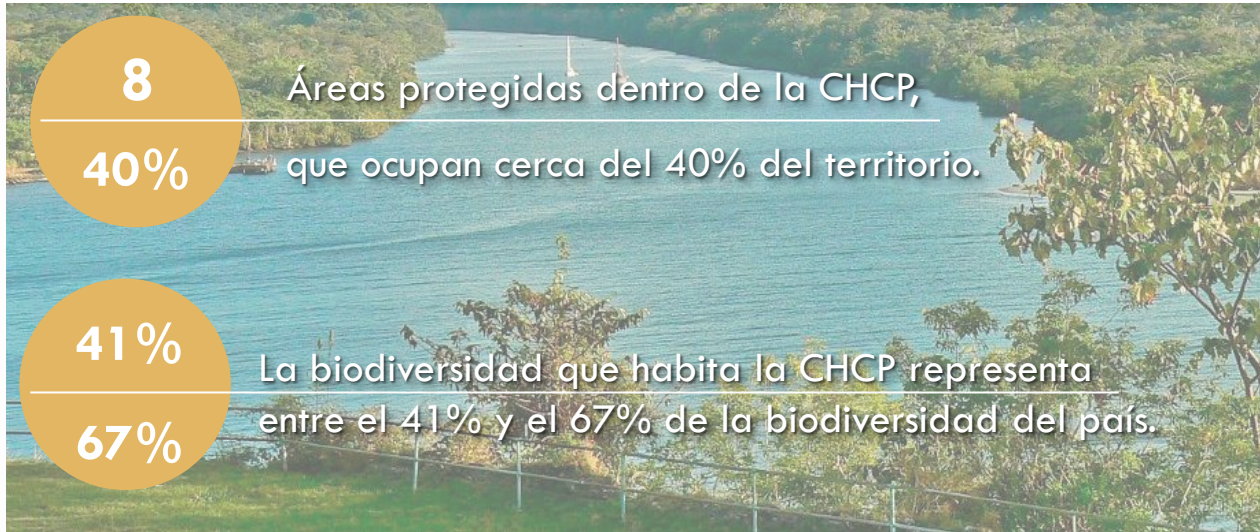 8
Áreas protegidas dentro de la CHCP,
40%
que ocupan cerca del 40% del territorio.
41%
La biodiversidad que habita la CHCP representa
67%
entre el 41% y el 67% de la biodiversidad del país.